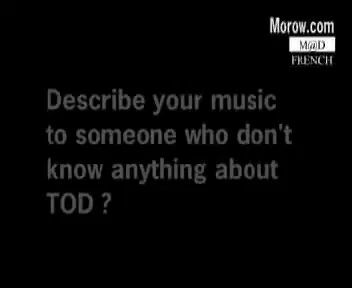 Morow.com
M@D
FRENCH
Describe your music
to someone who don't
know anything about
TOD ?